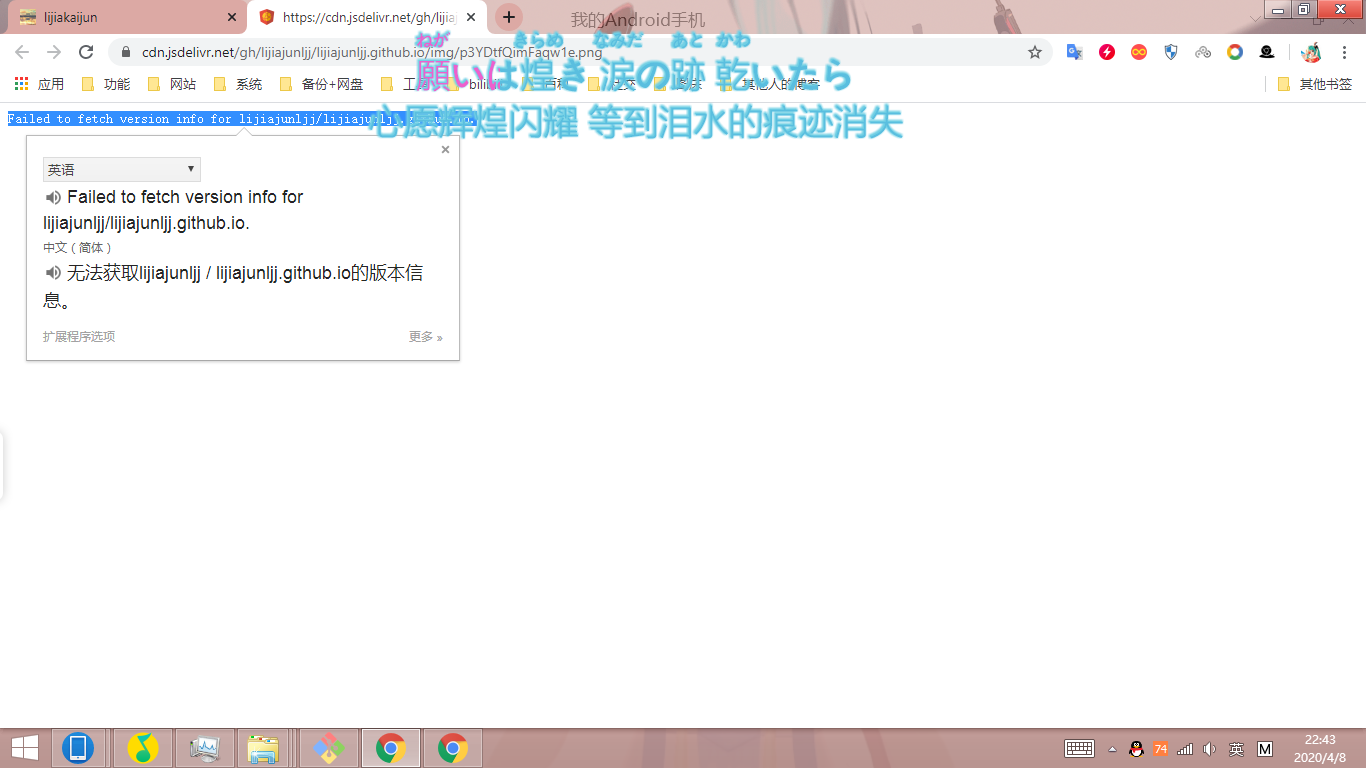 lijiakaijun
https://cdn.jsdelivr.net/gh/lijia
我的Android手机
cdn.jsdelivr.net/gh/lijiajunljj/lijiajunljj.github.io/img/p3YDtfQimFaqw1e.png
应用 功能 网站 系统 备份+网盘 其他人的博客 其他书签
ねが きらめ なみだ あと かわ
願いは煌き 涙の跡 乾いたら
心愿辉煌闪耀 等到泪水的痕迹消失
Failed to fetch version info for lijiajunljj/lijiajunljj.github.io.
英语
Failed to fetch version info for
lijiajunljj/lijiajunljj.github.io.
中文（简体）
无法获取lijiajunljj / lijiajunljj.github.io的版本信
息。
扩展程序选项 更多 »
74 英 M
22:43
2020/4/8